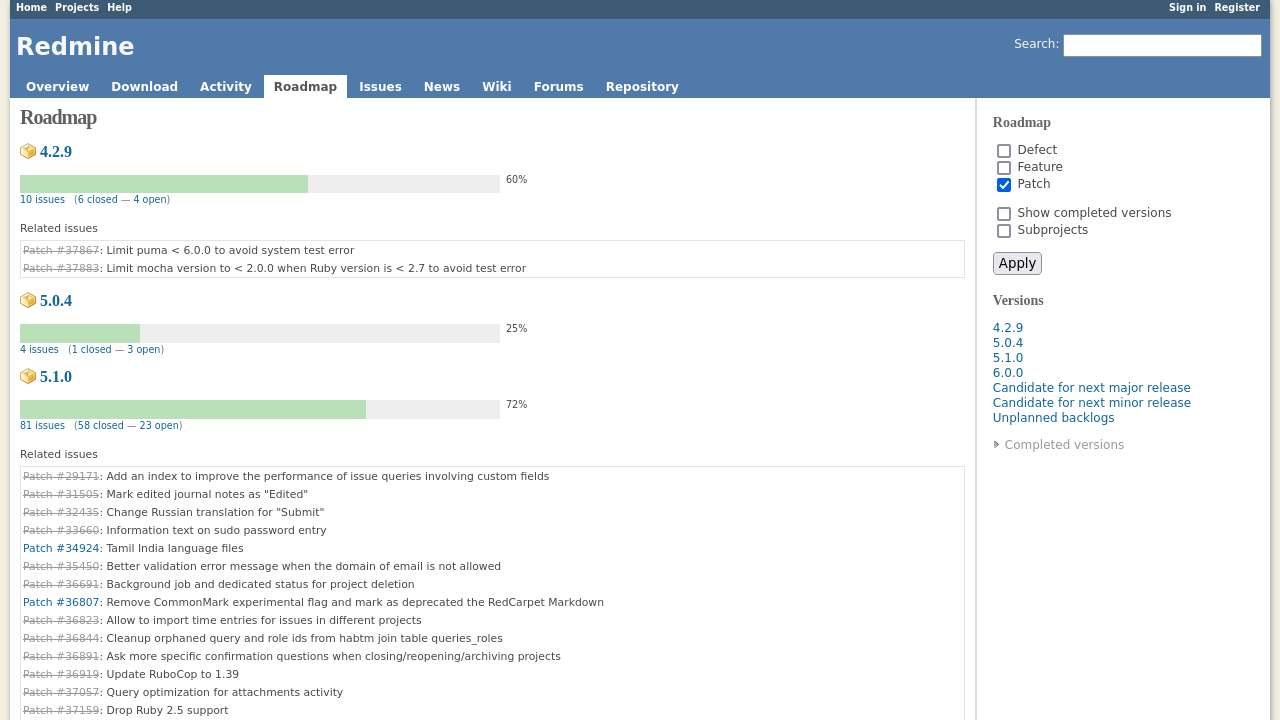 Home Projects Help Sign in Register
Redmine Search:
Overview Download Activity Roadmap Issues News Wiki Forums Repository
Roadmap
4.2.9
60%
10 issues (6 closed — 4 open)
Related issues
Patch #37867: Limit puma < 6.0.0 to avoid system test error
Patch #37883: Limit mocha version to < 2.0.0 when Ruby version is < 2.7 to avoid test error
5.0.4
25%
4 issues (1 closed — 3 open)
5.1.0
72%
81 issues (58 closed — 23 open)
Related issues
Patch #29171: Add an index to improve the performance of issue queries involving custom fields
Patch #31505: Mark edited journal notes as "Edited"
Patch #32435: Change Russian translation for "Submit"
Patch #33660: Information text on sudo password entry
Patch #34924: Tamil India language files
Patch #35450: Better validation error message when the domain of email is not allowed
Patch #36691: Background job and dedicated status for project deletion
Patch #36807: Remove CommonMark experimental flag and mark as deprecated the RedCarpet Markdown
Patch #36823: Allow to import time entries for issues in different projects
Patch #36844: Cleanup orphaned query and role ids from habtm join table queries_roles
Patch #36891: Ask more specific confirmation questions when closing/reopening/archiving projects
Patch #36919: Update RuboCop to 1.39
Patch #37057: Query optimization for attachments activity
Patch #37159: Drop Ruby 2.5 support
Roadmap
Defect
Feature
Patch
Show completed versions
Subprojects
Apply
Versions
4.2.9
5.0.4
5.1.0
6.0.0
Candidate for next major release
Candidate for next minor release
Unplanned backlogs
Completed versions